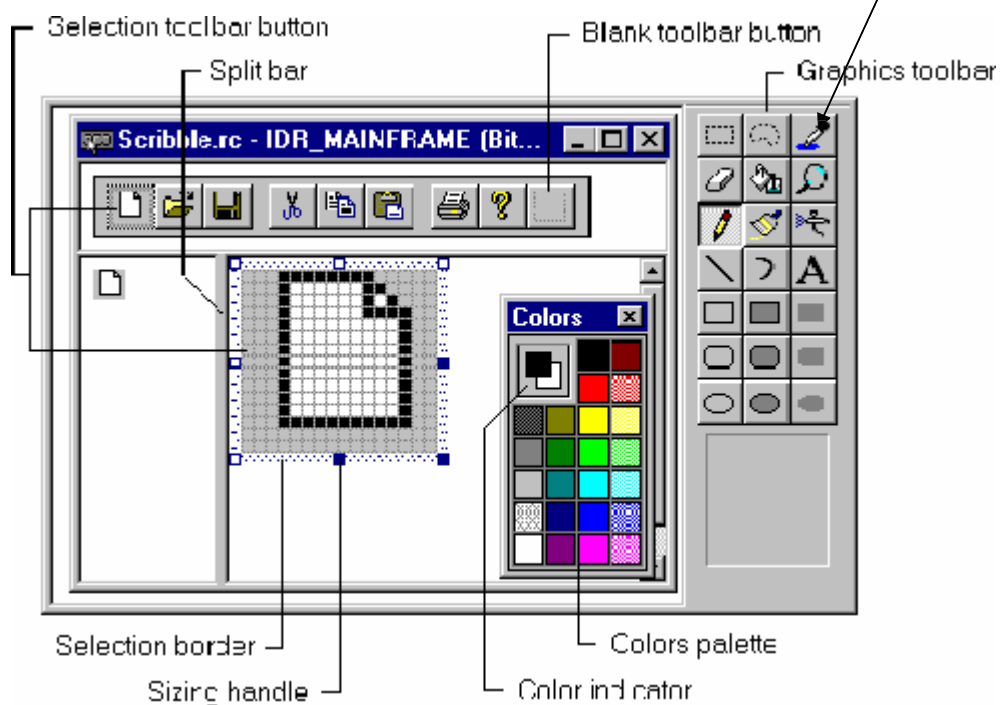 Selection toolbar button
Blank toolbar button
Split bar
Graphics toolbar
Scribble.rc - IDR_MAINFRAME (Bit...
Colors
A
Selection border
Colors palette
Sizing handle
Color indicator